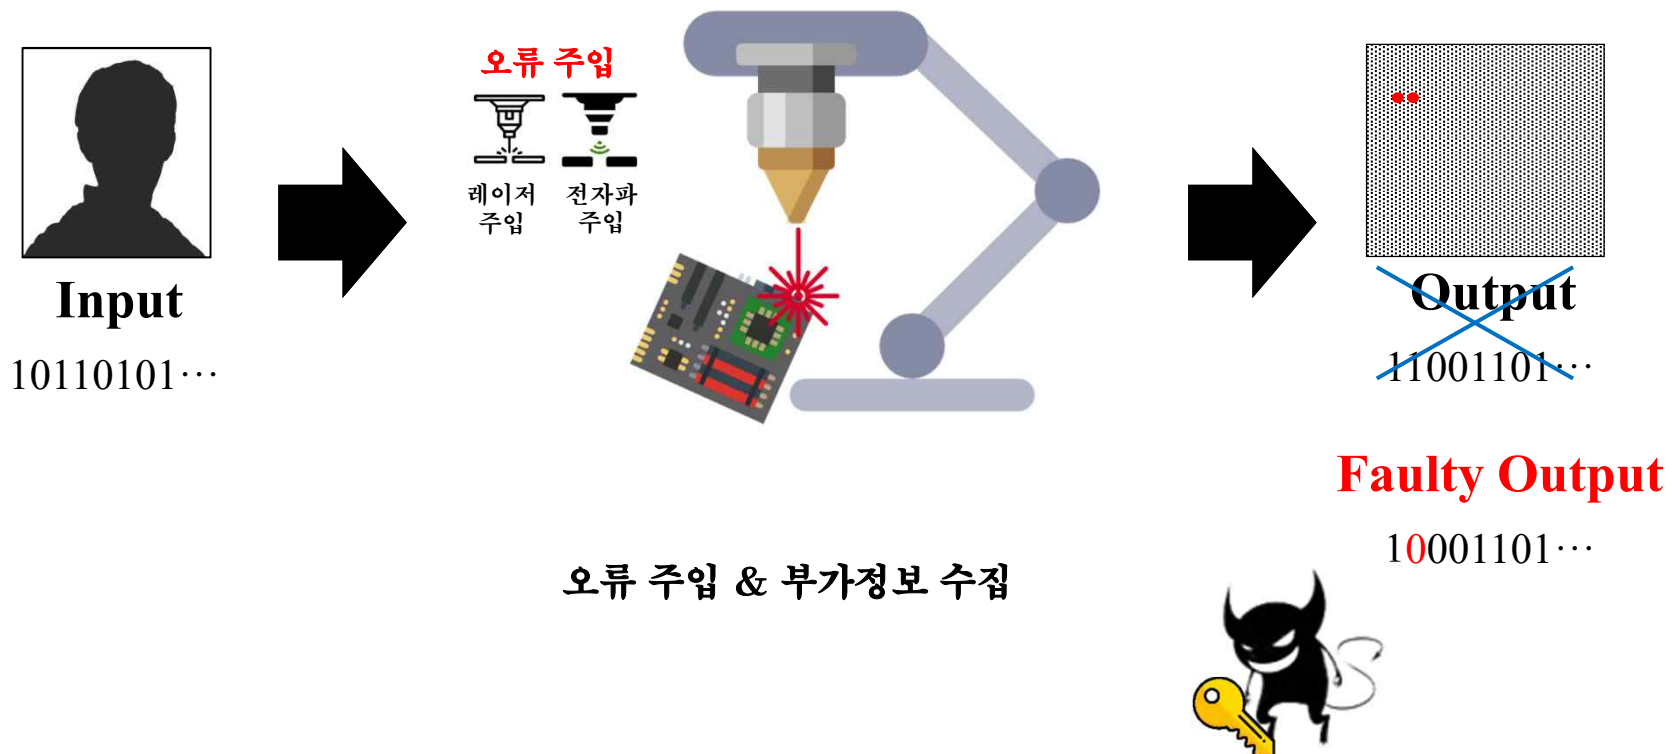 오류 주입
레이저
주입
전자파
주입
Input
10110101…
Output
11001101…
Faulty Output
10001101…
오류 주입 & 부가정보 수집